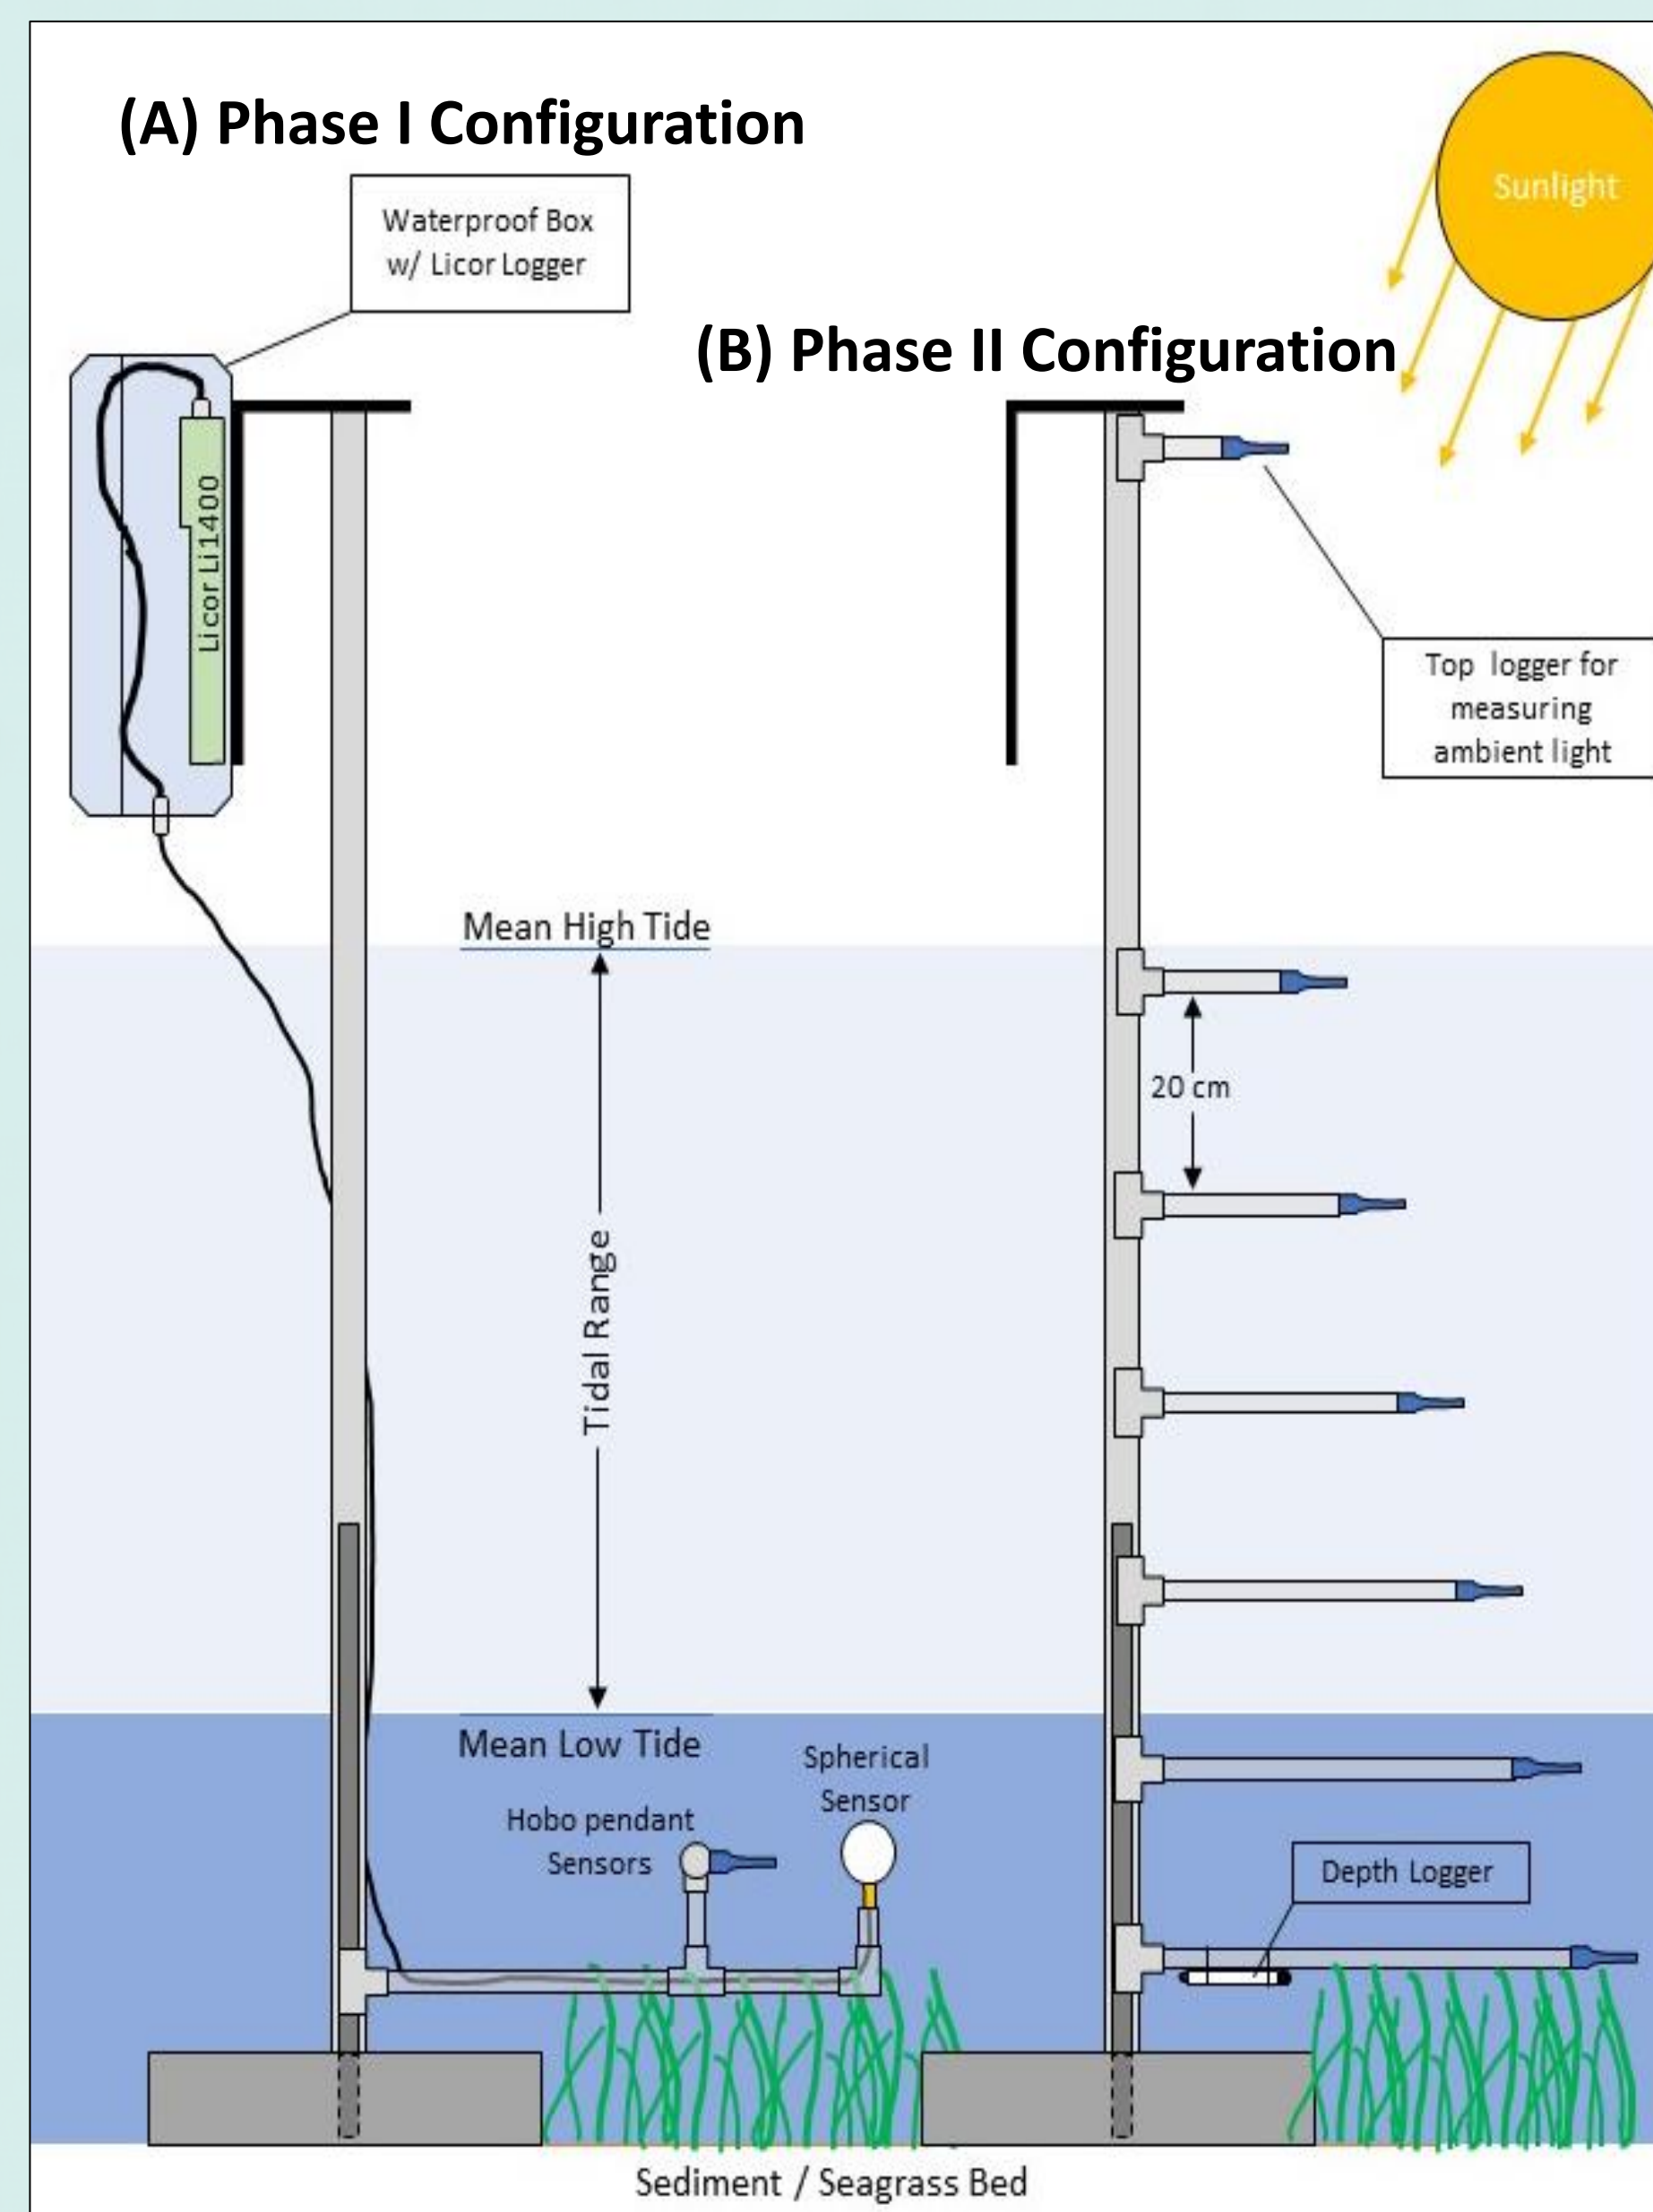 (A) Phase I Configuration
Waterproof Box
w/ Licor Logger
Sunlight
(B) Phase II Configuration
Licor Li1400
Top logger for
measuring
ambient light
Mean High Tide
20 cm
Tidal Range
Mean Low Tide
Spherical
Sensor
Hobo pendant
Sensors
Depth Logger
Sediment / Seagrass Bed